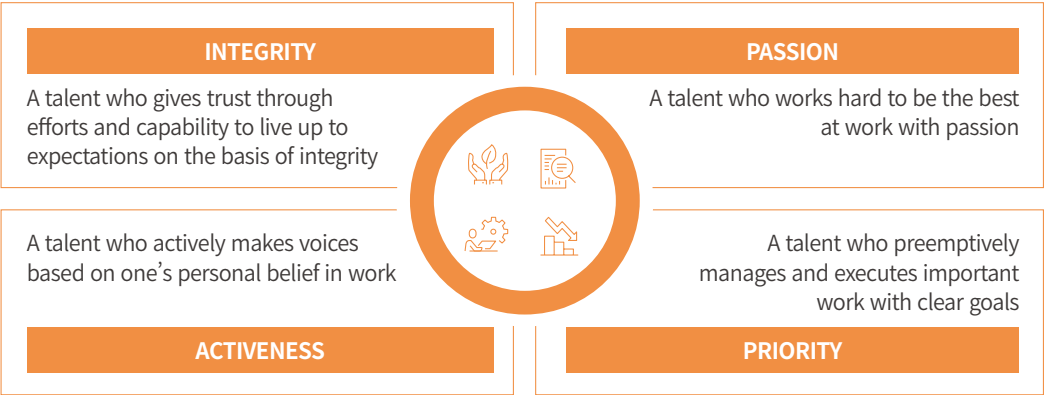 INTEGRITY
A talent who gives trust through
efforts and capability to live up to
expectations on the basis of integrity
PASSION
A talent who works hard to be the best
at work with passion
A talent who actively makes voices
based on one’s personal belief in work
ACTIVENESS
A talent who preemptively
manages and executes important
work with clear goals
PRIORITY